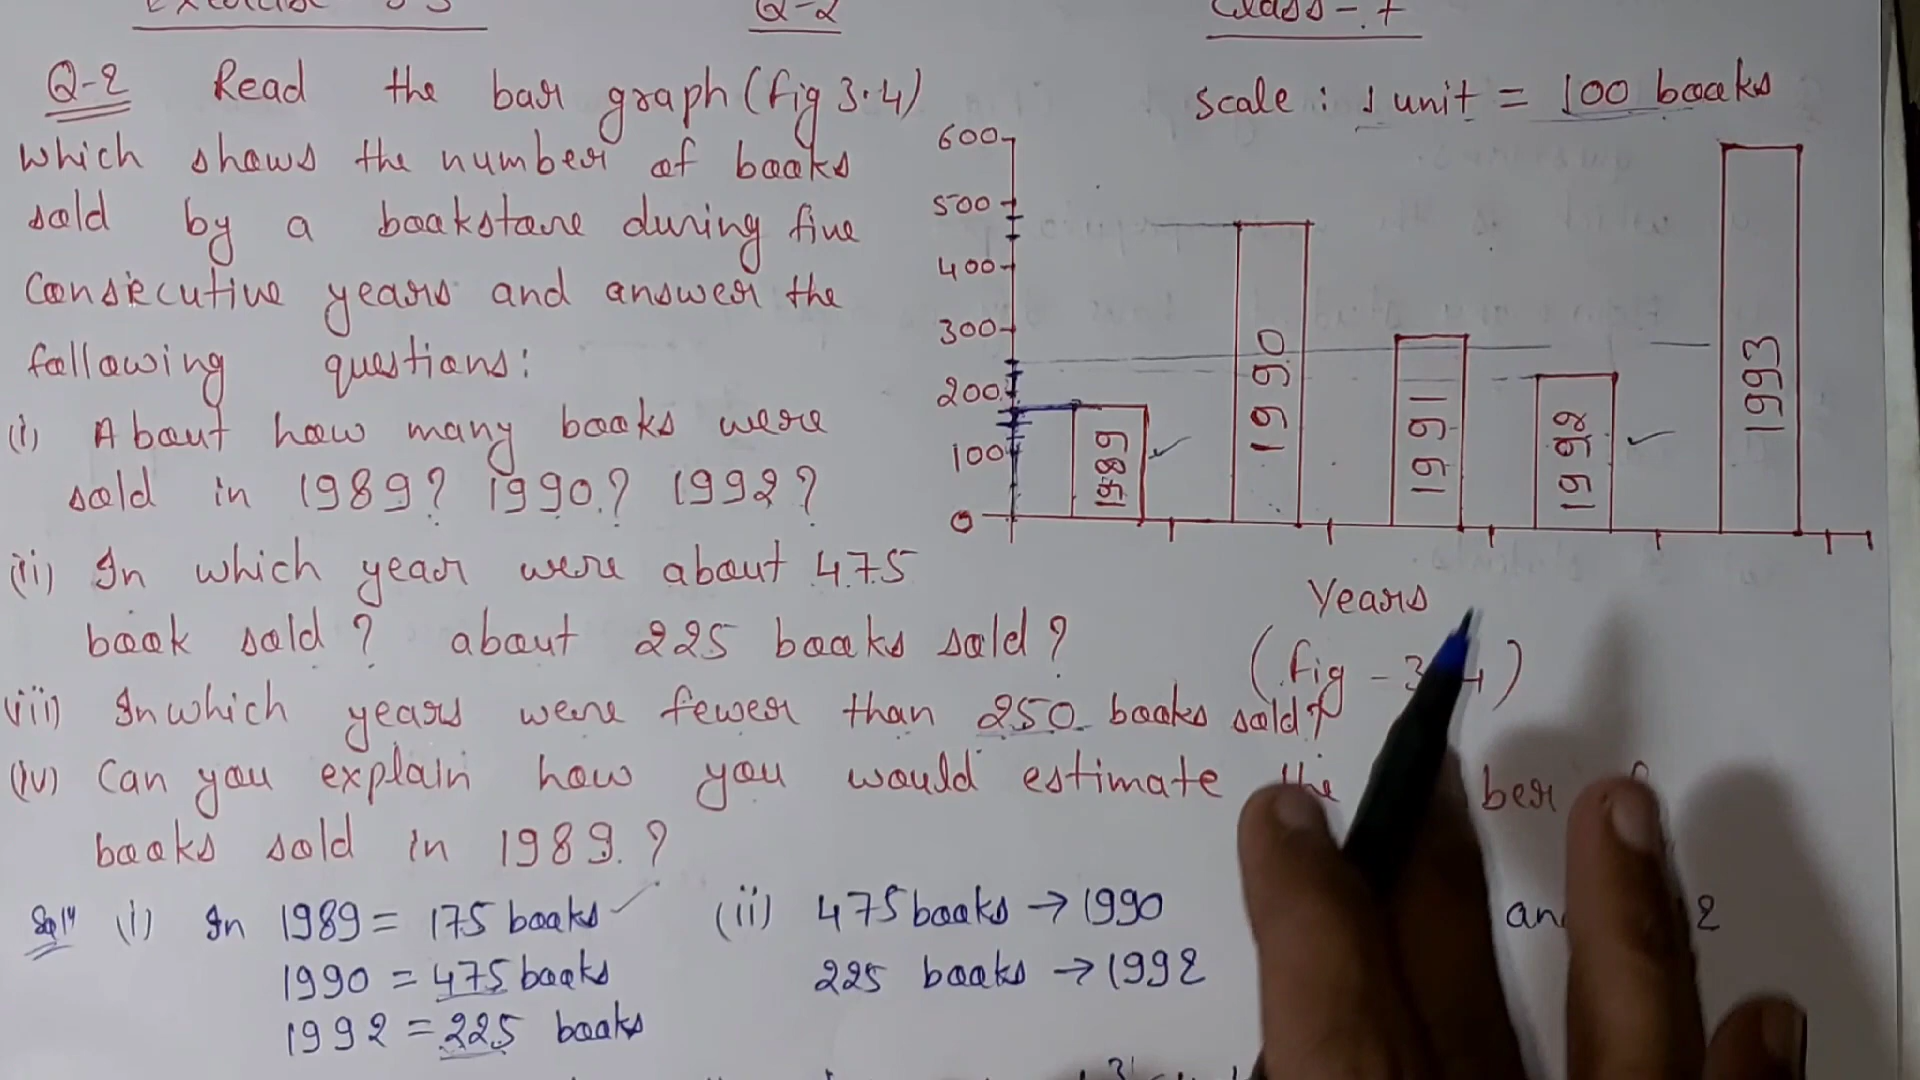 Q-2
Class-7
Q-2 Read the bar graph (fig 3.4)
which shows the number of books
sold by a bookstore during five
consecutive years and answer the
following questions:
(i) About how many books were
sold in 1989? 1990? 1992?
(ii) In which year were about 475
book sold? about 225 books sold?
(iii) In which years were fewer than 250 books sold?
(iv) Can you explain how you would estimate the
books sold in 1989?
scale: 1 unit = 100 books
600
500
400
300
200
100
0
1989
1990
1991
1992
1993
Years
(fig - 3.4)
Solⁿ (i) In 1989 = 175 books
1990 = 475 books
1992 = 225 books
(ii) 475 books → 1990
225 books → 1992